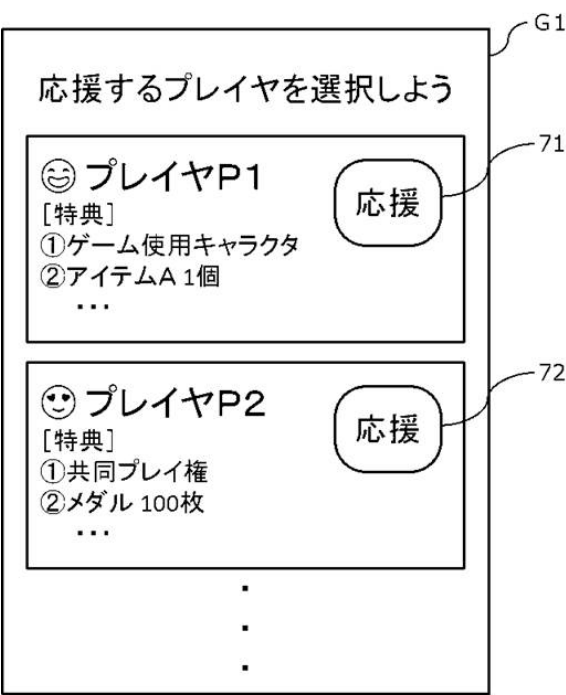 G1
応援するプレイヤを選択しよう
71
プレイヤP1
応援
[特典]
①ゲーム使用キャラクタ
②アイテムA 1個
・・・
72
プレイヤP2
応援
[特典]
①共同プレイ権
②メダル 100枚
・・・